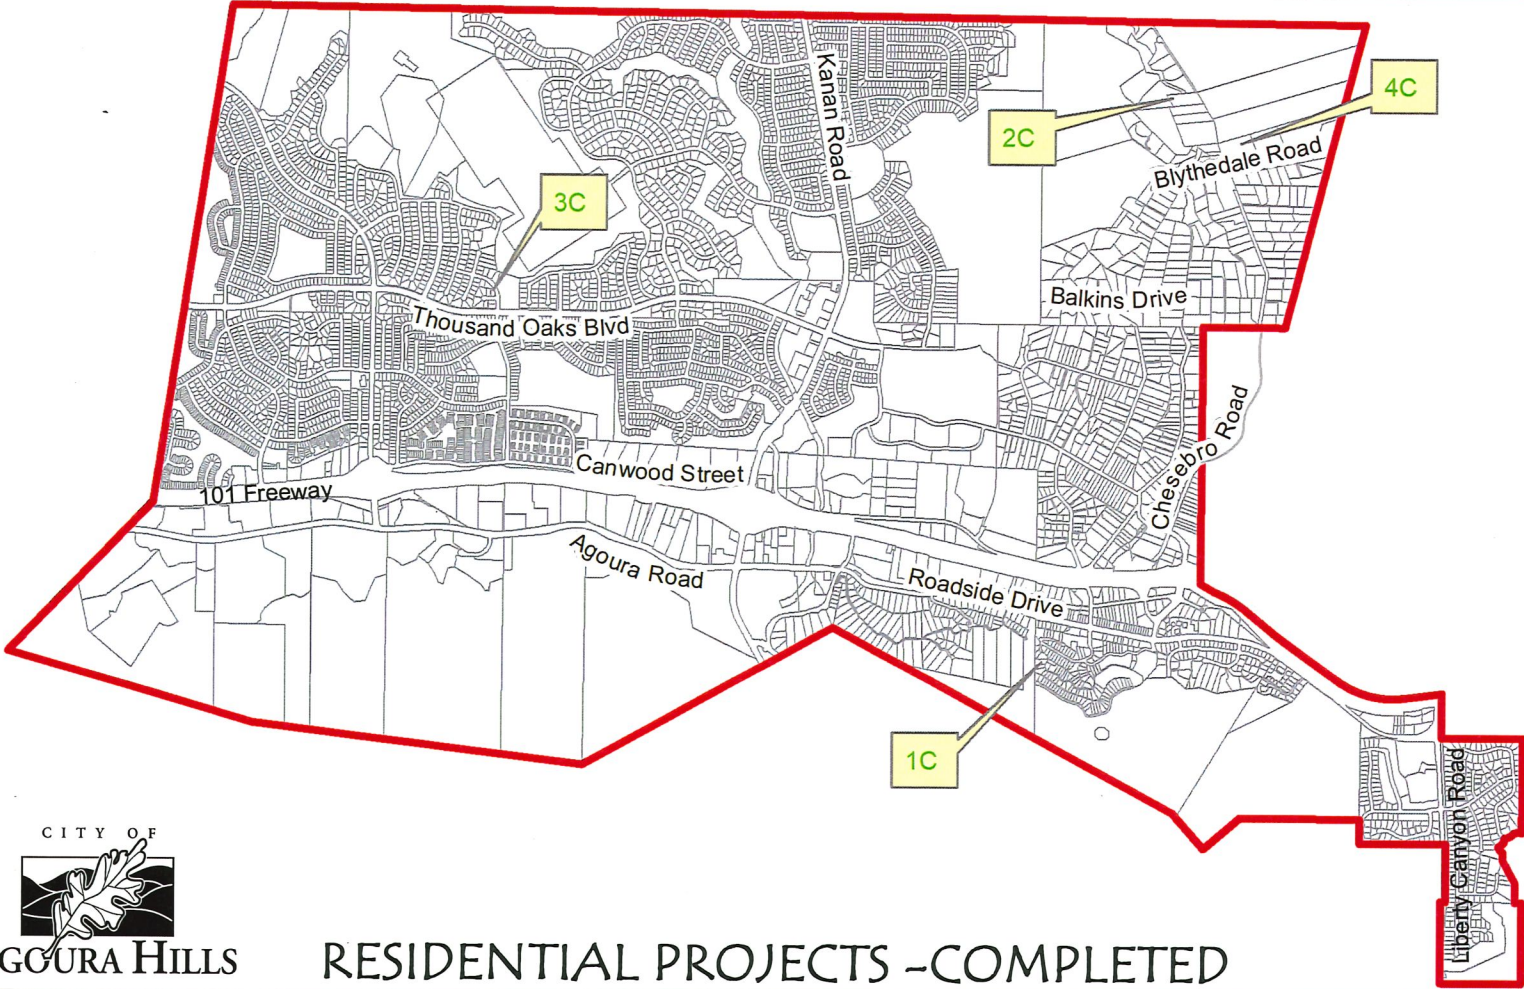 Kanan Road
4C
2C
Blythedale Road
3C
Balkins Drive
Thousand Oaks Blvd
Chesebro Road
Canwood Street
101 Freeway
Agoura Road
Roadside Drive
1C
Liberty Canyon Road
CITY OF
GOURA HILLS
RESIDENTIAL PROJECTS -COMPLETED